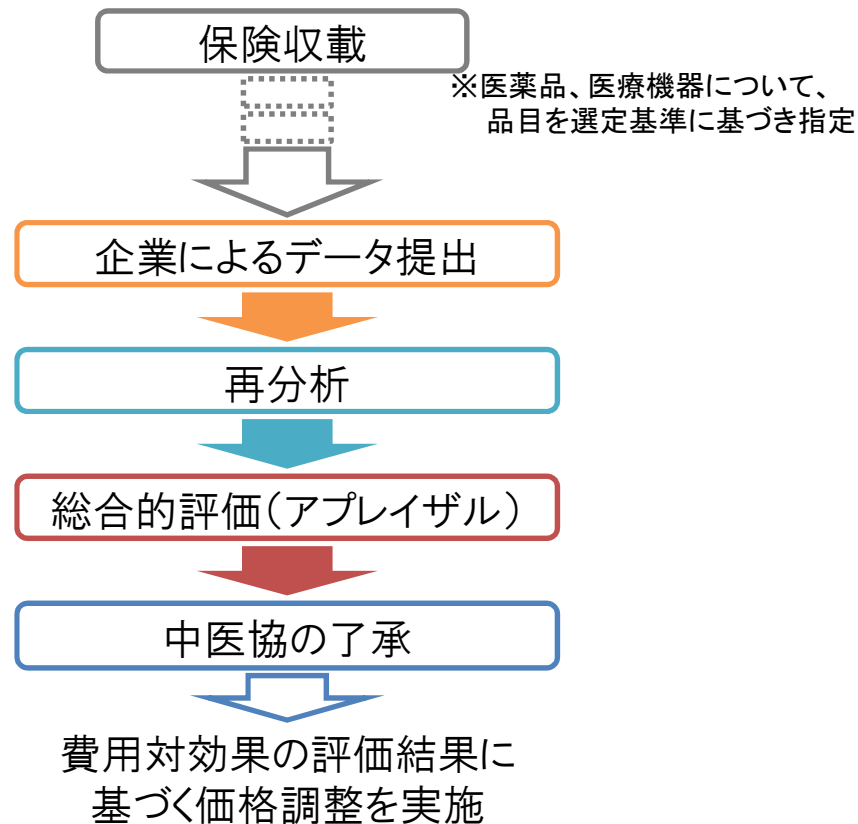 保険収載
※医薬品、医療機器について、
品目を選定基準に基づき指定
企業によるデータ提出
再分析
総合的評価(アプレイザル)
中医協の了承
費用対効果の評価結果に
基づく価格調整を実施